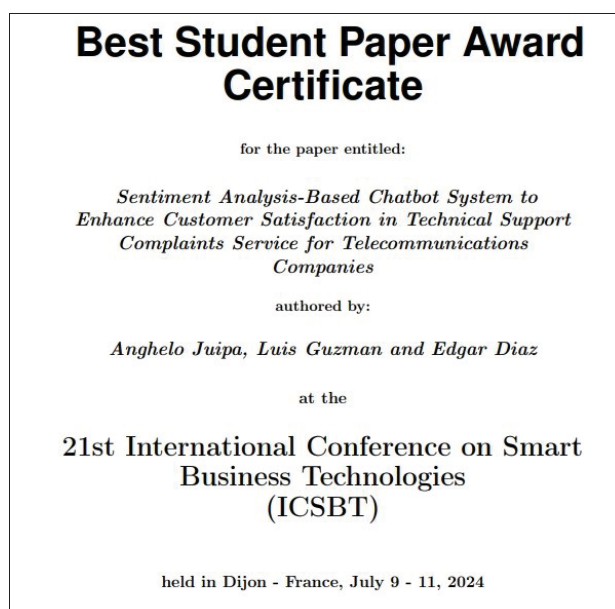 Best Student Paper Award
Certificate
for the paper entitled:
Sentiment Analysis-Based Chatbot System to
Enhance Customer Satisfaction in Technical Support
Complaints Service for Telecommunications
Companies
authored by:
Anghelo Juipa, Luis Guzman and Edgar Diaz
at the
21st International Conference on Smart
Business Technologies
(ICSBT)
held in Dijon - France, July 9 - 11, 2024